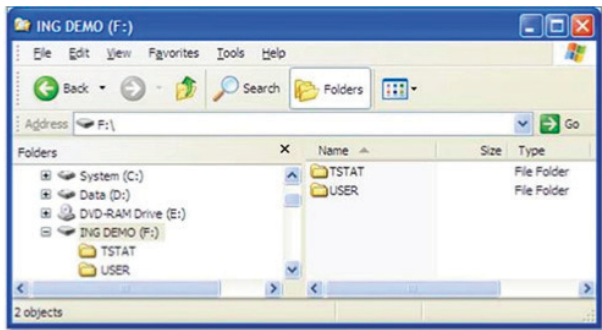 ING DEMO (F:)
File Edit View Favorites Tools Help
Back Search Folders
Address F:\ Go
Folders x Name Size Type
System (C:)
Data (D:)
DVD-RAM Drive (E:)
ING DEMO (F:)
TSTAT
USER
TSTAT File Folder
USER File Folder
2 objects